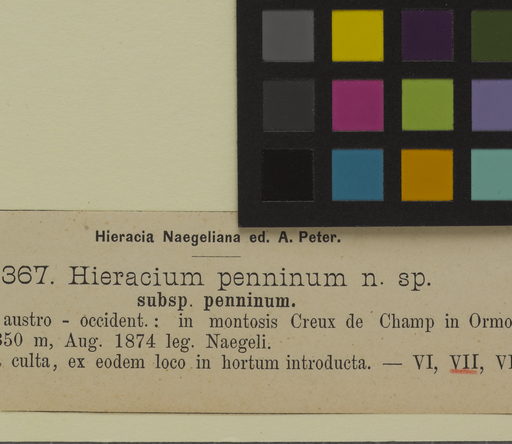 Hieracia Naegeliana ed. A. Peter.
367. Hieracium penninum n. sp.
subsp. penninum.
austro - occident.: in montosis Creux de Champ in Ormo
350 m, Aug. 1874 leg. Naegeli.
culta, ex eodem loco in hortum introducta. — VI, VII, VI